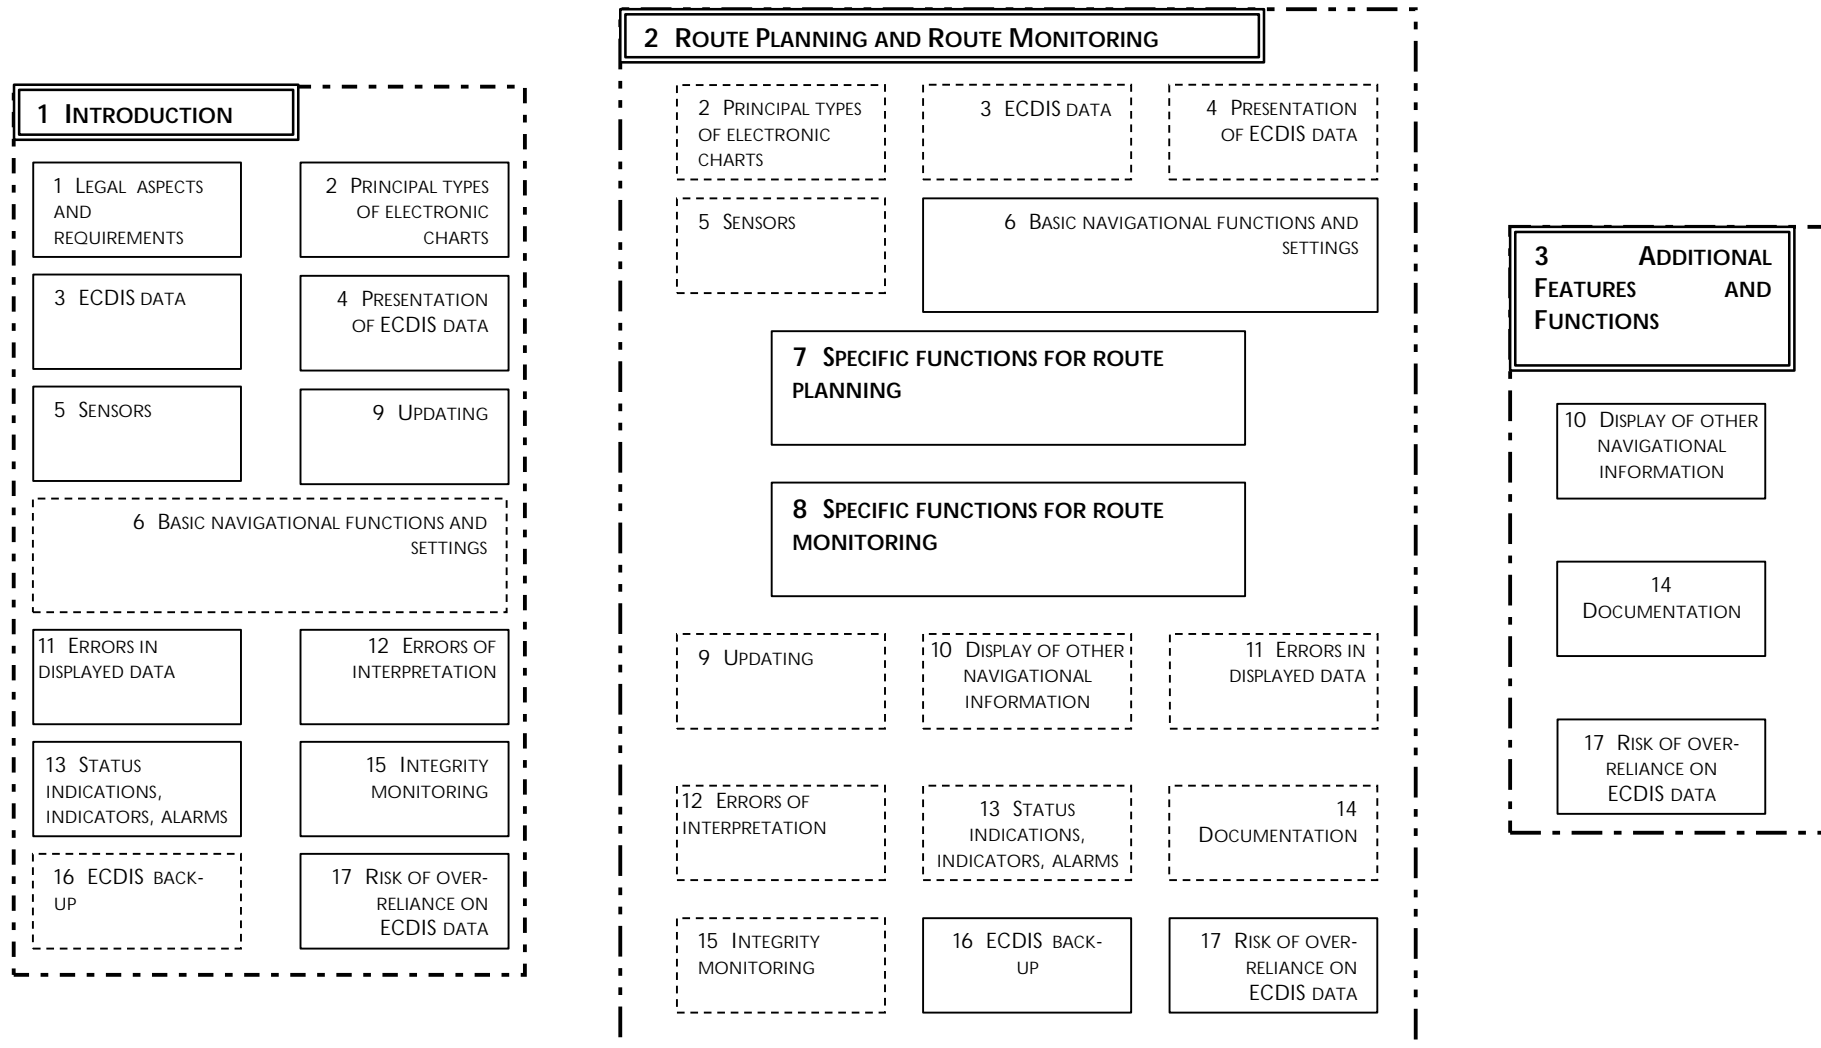 1 INTRODUCTION
1 LEGAL ASPECTS
AND
REQUIREMENTS
2 PRINCIPAL TYPES
OF ELECTRONIC
CHARTS
3 ECDIS DATA
4 PRESENTATION
OF ECDIS DATA
5 SENSORS
9 UPDATING
6 BASIC NAVIGATIONAL FUNCTIONS AND
SETTINGS
11 ERRORS IN
DISPLAYED DATA
12 ERRORS OF
INTERPRETATION
13 STATUS
INDICATIONS,
INDICATORS, ALARMS
15 INTEGRITY
MONITORING
16 ECDIS BACK-
UP
17 RISK OF OVER-
RELIANCE ON
ECDIS DATA
2 ROUTE PLANNING AND ROUTE MONITORING
2 PRINCIPAL TYPES
OF ELECTRONIC
CHARTS
3 ECDIS DATA
4 PRESENTATION
OF ECDIS DATA
5 SENSORS
6 BASIC NAVIGATIONAL FUNCTIONS AND
SETTINGS
7 SPECIFIC FUNCTIONS FOR ROUTE
PLANNING
8 SPECIFIC FUNCTIONS FOR ROUTE
MONITORING
9 UPDATING
10 DISPLAY OF OTHER
NAVIGATIONAL
INFORMATION
11 ERRORS IN
DISPLAYED DATA
12 ERRORS OF
INTERPRETATION
13 STATUS
INDICATIONS,
INDICATORS, ALARMS
14
DOCUMENTATION
15 INTEGRITY
MONITORING
16 ECDIS BACK-
UP
17 RISK OF OVER-
RELIANCE ON
ECDIS DATA
3 ADDITIONAL
FEATURES AND
FUNCTIONS
10 DISPLAY OF OTHER
NAVIGATIONAL
INFORMATION
14
DOCUMENTATION
17 RISK OF OVER-
RELIANCE ON
ECDIS DATA